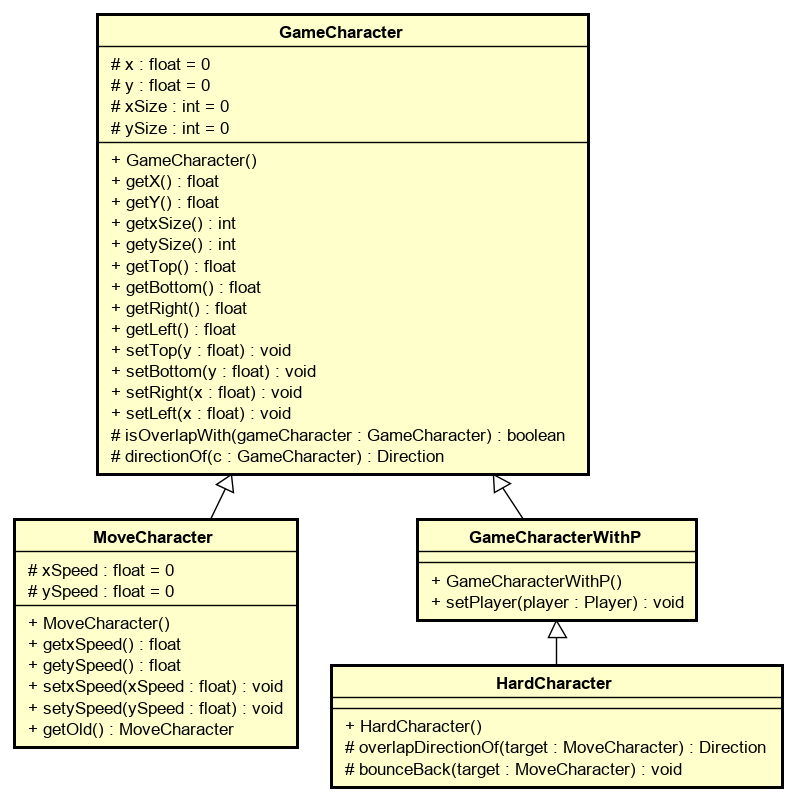 GameCharacter
# x : float = 0
# y : float = 0
# xSize : int = 0
# ySize : int = 0
+ GameCharacter()
+ getX() : float
+ getY() : float
+ getxSize() : int
+ getySize() : int
+ getTop() : float
+ getBottom() : float
+ getRight() : float
+ getLeft() : float
+ setTop(y : float) : void
+ setBottom(y : float) : void
+ setRight(x : float) : void
+ setLeft(x : float) : void
# isOverlapWith(gameCharacter : GameCharacter) : boolean
# directionOf(c : GameCharacter) : Direction
MoveCharacter
# xSpeed : float = 0
# ySpeed : float = 0
+ MoveCharacter()
+ getxSpeed() : float
+ getySpeed() : float
+ setxSpeed(xSpeed : float) : void
+ setySpeed(ySpeed : float) : void
+ getOld() : MoveCharacter
GameCharacterWithP
+ GameCharacterWithP()
+ setPlayer(player : Player) : void
HardCharacter
+ HardCharacter()
# overlapDirectionOf(target : MoveCharacter) : Direction
# bounceBack(target : MoveCharacter) : void